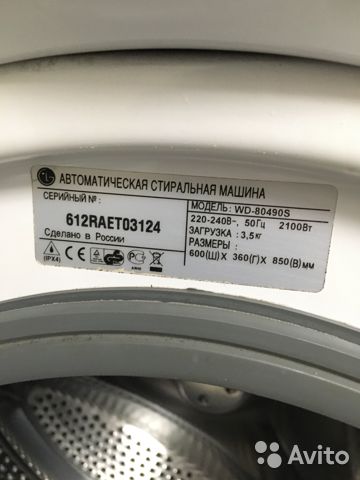 LG АВТОМАТИЧЕСКАЯ СТИРАЛЬНАЯ МАШИНА
СЕРИЙНЫЙ №:
612RAET03124
Сделано в России
(IPX4)
МОДЕЛЬ: WD-80490S
220-240В~, 50Гц 2100Вт
ЗАГРУЗКА : 3,5кг
РАЗМЕРЫ :
600(Ш)X 360(Г)X 850(В)мм
Avito